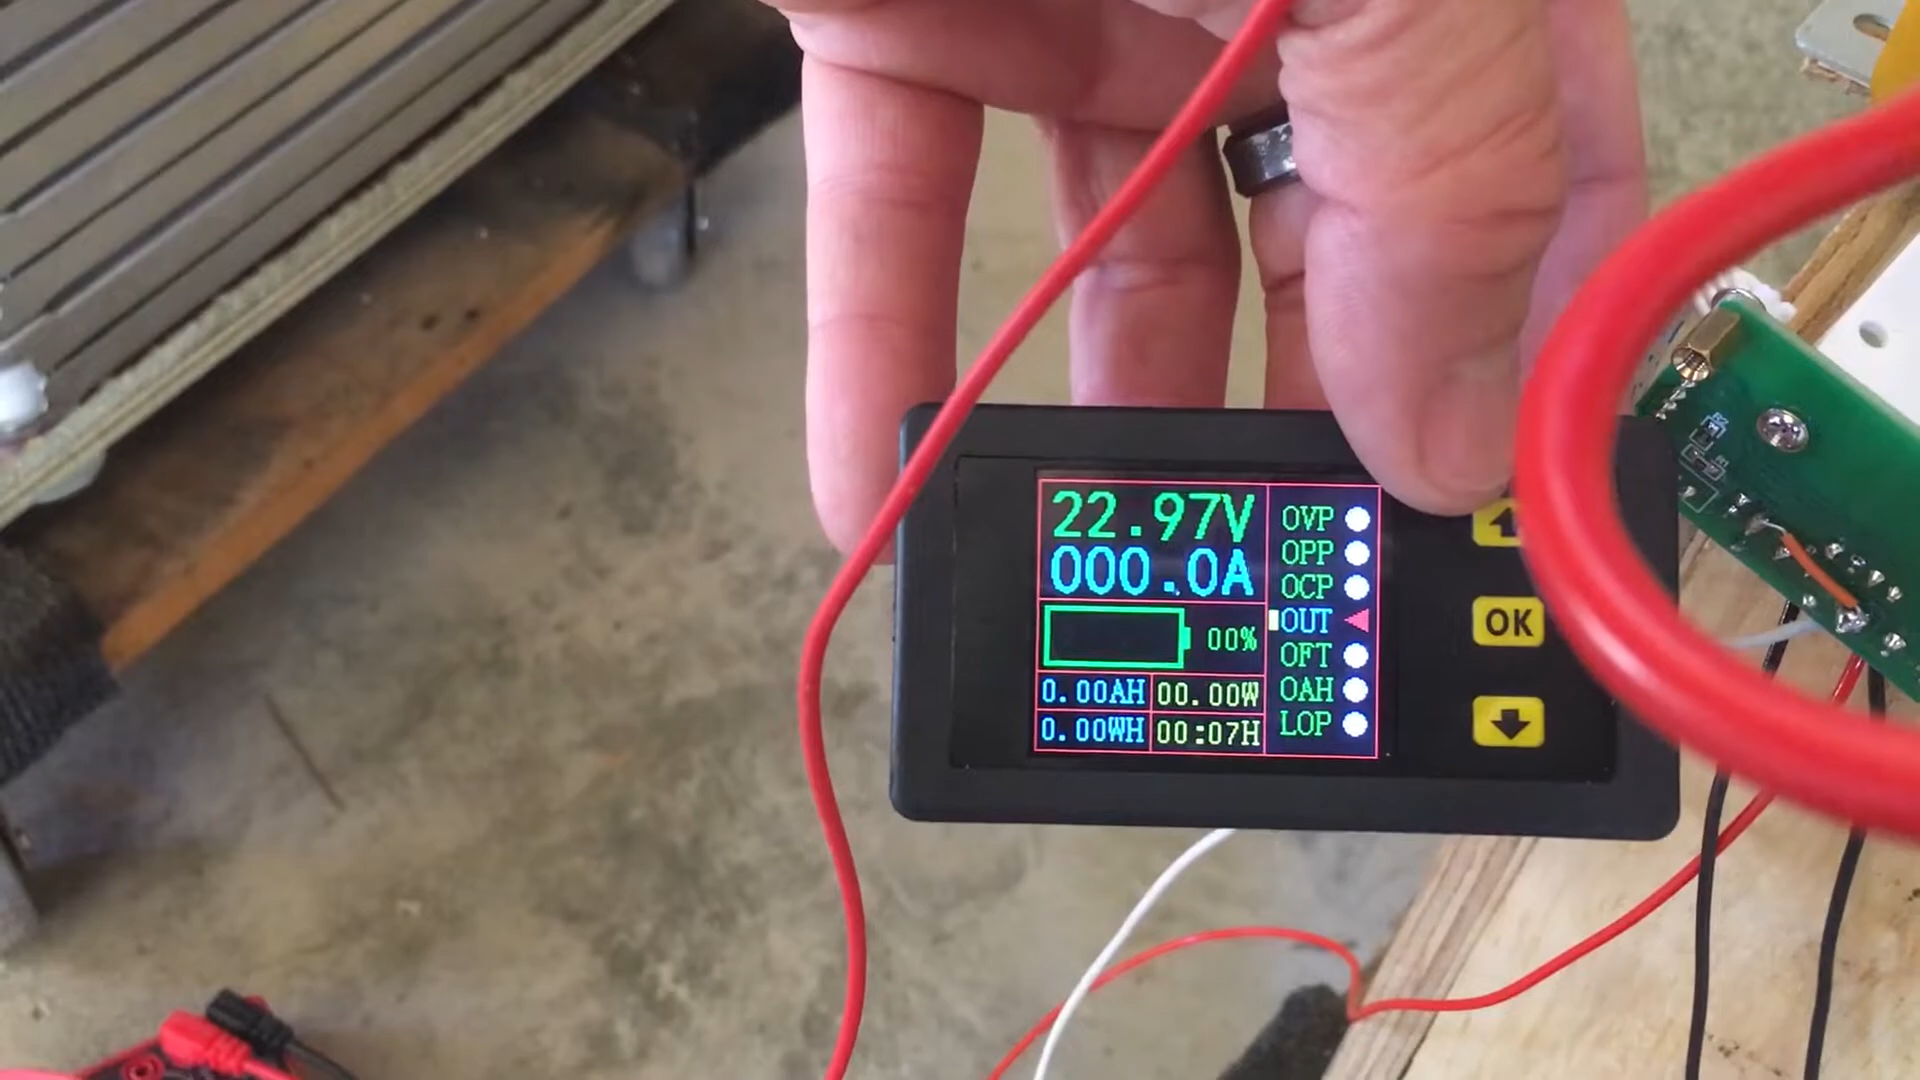 22.97V
000.0A
00%
0.00AH 00.00W
0.00WH 00:07H
OVP
OPP
OCP
OUT
OFT
OAH
LOP
OK